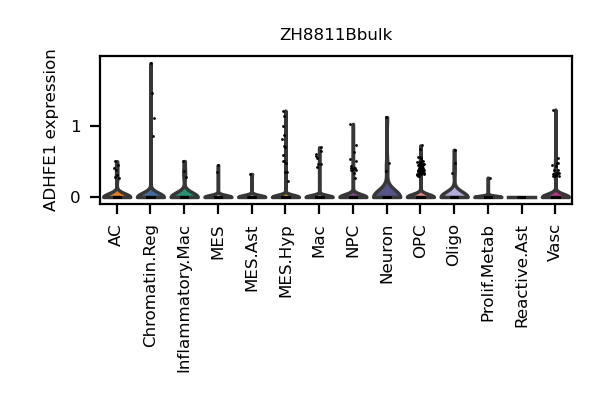 ZH8811Bbulk
ADHFE1 expression
1
0
AC
Chromatin.Reg
Inflammatory.Mac
MES
MES.Ast
MES.Hyp
Mac
NPC
Neuron
OPC
Oligo
Prolif.Metab
Reactive.Ast
Vasc